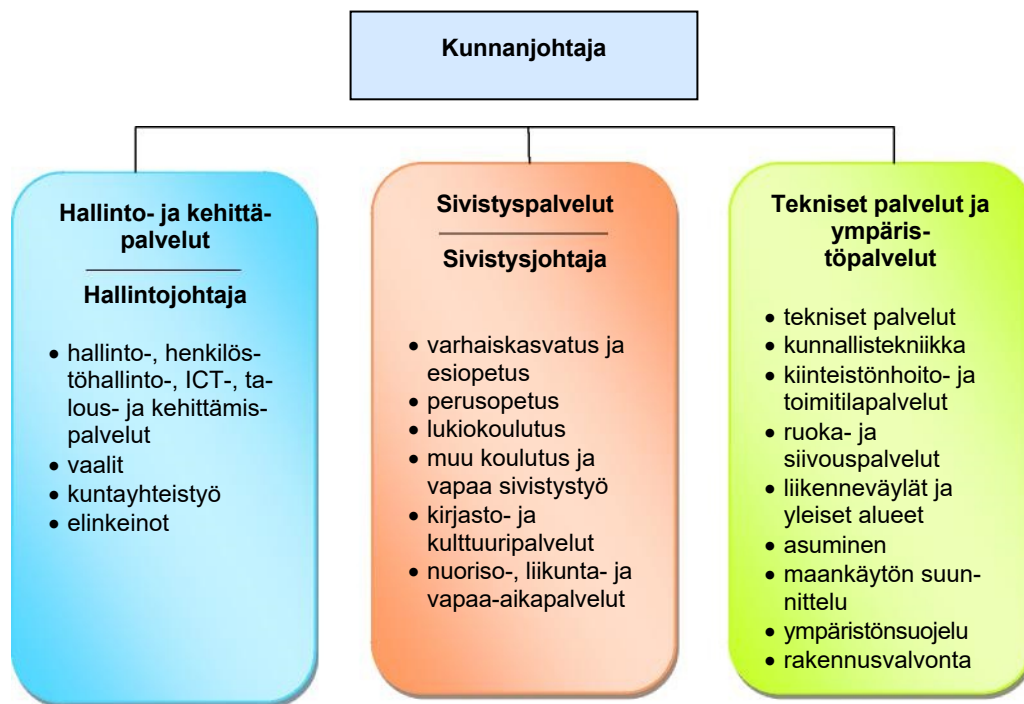 Kunnanjohtaja
Hallinto- ja kehittä-
palvelut
Hallintojohtaja
• hallinto-, henkilös-
töhallinto-, ICT-, ta-
lous- ja kehittämis-
palvelut
• vaalit
• kuntayhteistyö
• elinkeinot
Sivistyspalvelut
Sivistysjohtaja
• varhaiskasvatus ja
esiopetus
• perusopetus
• lukiokoulutus
• muu koulutus ja
vapaa sivistystyö
• kirjasto- ja
kulttuuripalvelut
• nuoriso-, liikunta- ja
vapaa-aikapalvelut
Tekniset palvelut ja
ympäris-
töpalvelut
• tekniset palvelut
• kunnallistekniikka
• kiinteistönhoito- ja
toimitilapalvelut
• ruoka- ja
siivouspalvelut
• liikenneväylät ja
yleiset alueet
• asuminen
• maankäytön suun-
nittelu
• ympäristönsuojelu
• rakennusvalvonta